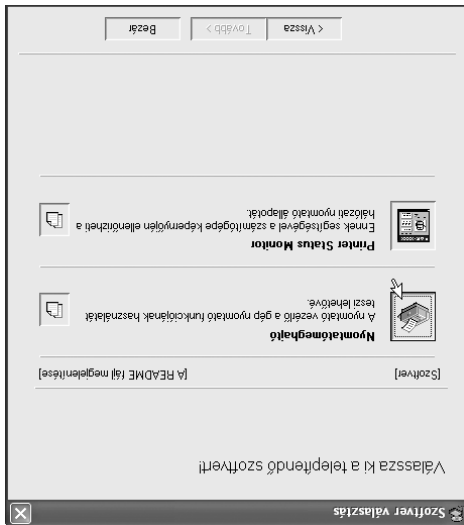 Szoftver választás
Válassza ki a telepítendő szoftvert!
[Szoftver] [A README fájl megjelenítése]
Nyomtatómeghajtó
A nyomtató vezérlő a gép nyomtató funkciójának használatát
teszi lehetővé.
Printer Status Monitor
Ennek segítségével a számítógépe képernyőjén ellenőrizheti a
hálózati nyomtató állapotát.
< Vissza Tovább > Bezár